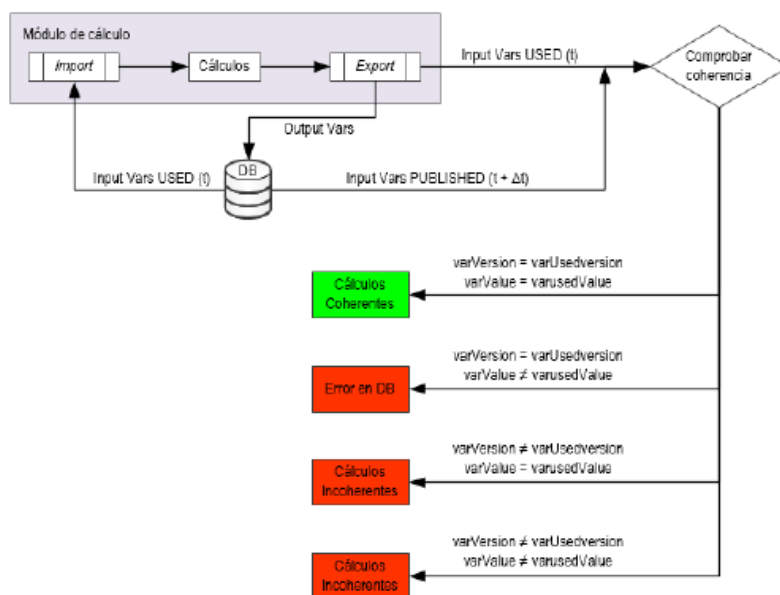 Módulo de cálculo
Import
Cálculos
Export
Input Vars USED (t)
Comprobar
coherencia
Output Vars
DB
Input Vars USED (t)
Input Vars PUBLISHED (t + Δt)
varVersion = varUsedversion
varValue = varusedValue
Cálculos
Coherentes
varVersion = varUsedversion
varValue ≠ varusedValue
Error en DB
varVersion ≠ varUsedversion
varValue = varusedValue
Cálculos
Incoherentes
varVersion ≠ varUsedversion
varValue ≠ varusedValue
Cálculos
Incoherentes